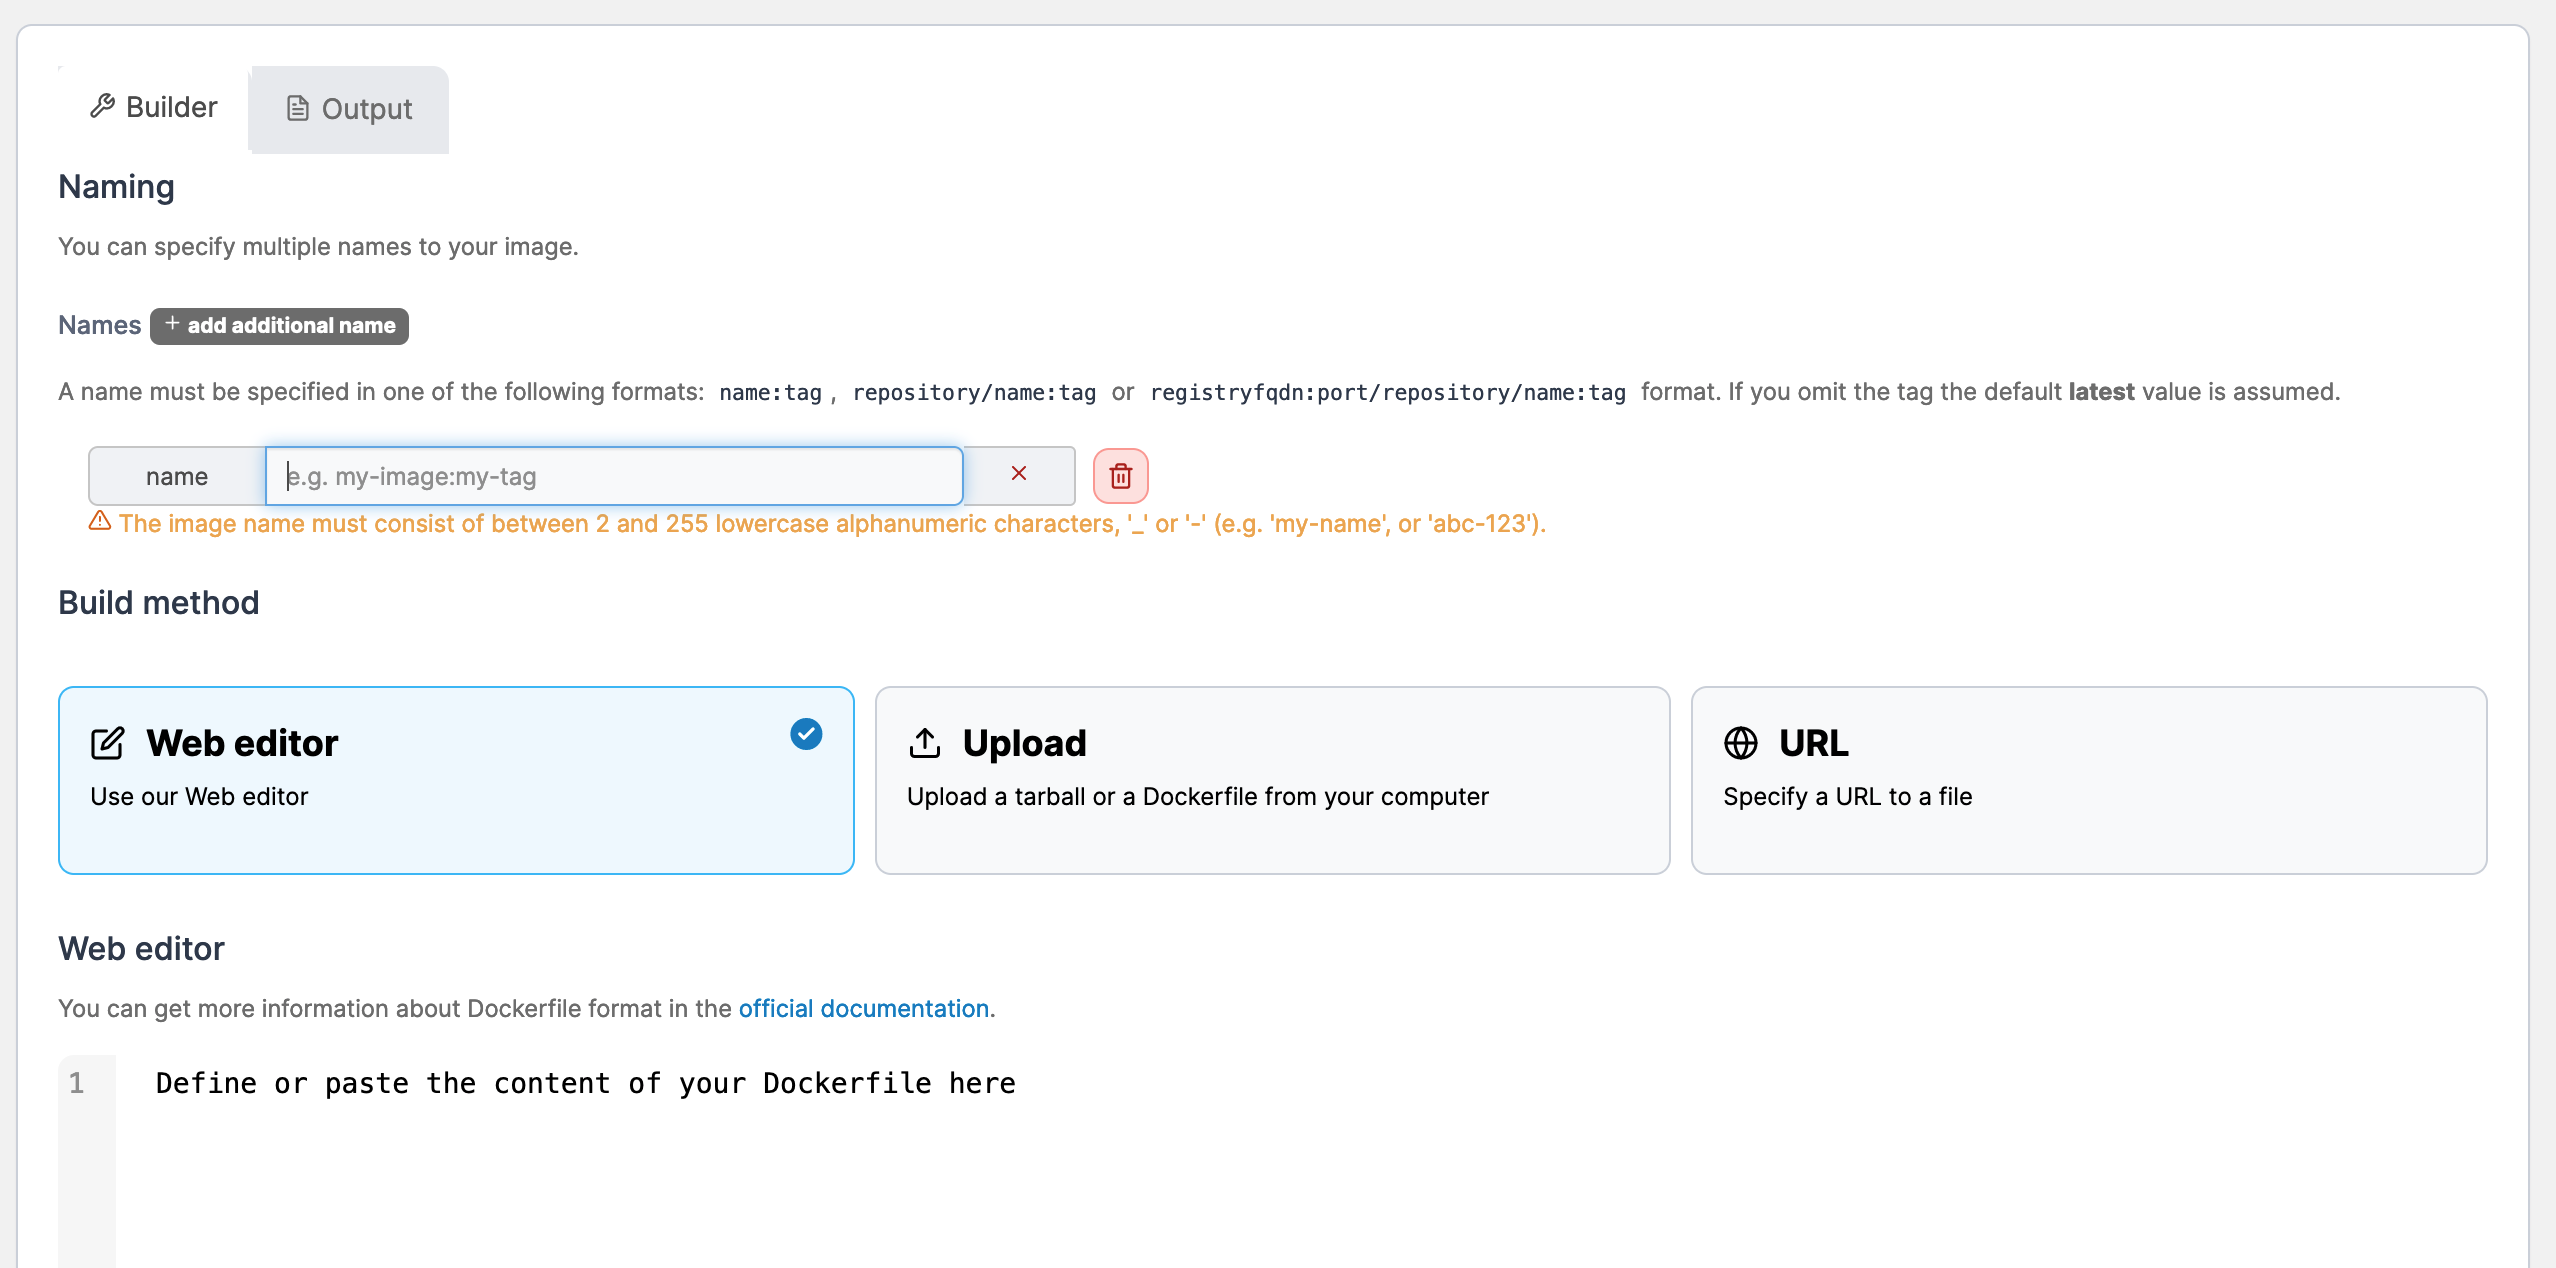 Builder
Output
Naming
You can specify multiple names to your image.
Names + add additional name
A name must be specified in one of the following formats: name:tag , repository/name:tag or registryfqdn:port/repository/name:tag format. If you omit the tag the default latest value is assumed.
name e.g. my-image:my-tag
The image name must consist of between 2 and 255 lowercase alphanumeric characters, '_' or '-' (e.g. 'my-name', or 'abc-123').
Build method
Web editor
Use our Web editor
Upload
Upload a tarball or a Dockerfile from your computer
URL
Specify a URL to a file
Web editor
You can get more information about Dockerfile format in the official documentation.
1 Define or paste the content of your Dockerfile here